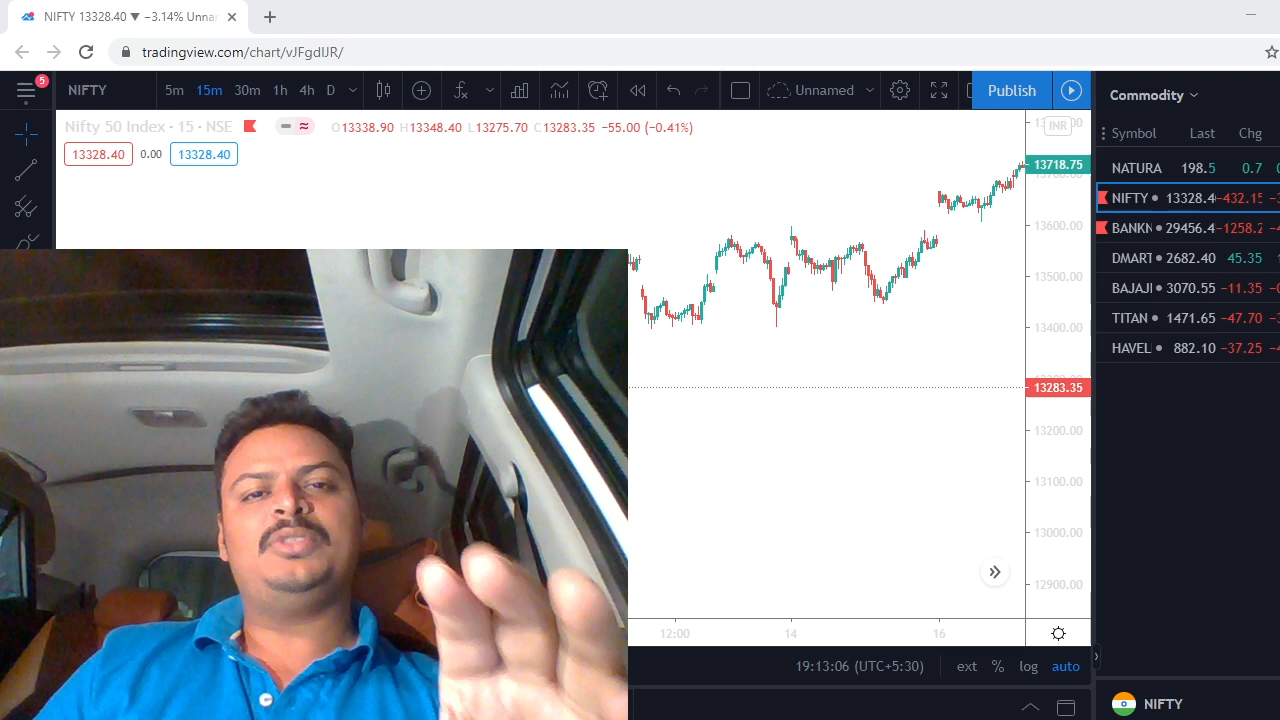 NIFTY 13328.40 ▼ −3.14% Unna
tradingview.com/chart/vJFgdIJR/
5
NIFTY 5m 15m 30m 1h 4h D Unnamed Publish
Commodity
Nifty 50 Index · 15 · NSE O13330.90 H13348.40 L13275.70 C13283.35 −55.00 (−0.41%)
INR
13328.40 0.00 13328.40
Symbol Last Chg
NATURA 198.5 0.7
NIFTY 13328.4 −432.15
BANKN 29456.4 −1258.2
DMART 2682.40 45.35
BAJAJI 3070.55 −11.35
TITAN 1471.65 −47.70
HAVEL 882.10 −37.25
13718.75
13600.00
13500.00
13400.00
13283.35
13200.00
13100.00
13000.00
12900.00
12:00 14 16
19:13:06 (UTC+5:30) ext % log auto
NIFTY